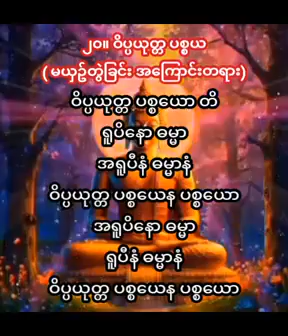 ၂၀။ ဝိပ္ပယုတ္တ ပစ္စယ
( မယှဉ်တွဲခြင်း အကြောင်းတရား)
ဝိပ္ပယုတ္တ ပစ္စယော တိ
ရူပိနော ဓမ္မာ
အရူပီနံ ဓမ္မာနံ
ဝိပ္ပယုတ္တ ပစ္စယေန ပစ္စယော
အရူပိနော ဓမ္မာ
ရူပီနံ ဓမ္မာနံ
ဝိပ္ပယုတ္တ ပစ္စယေန ပစ္စယော